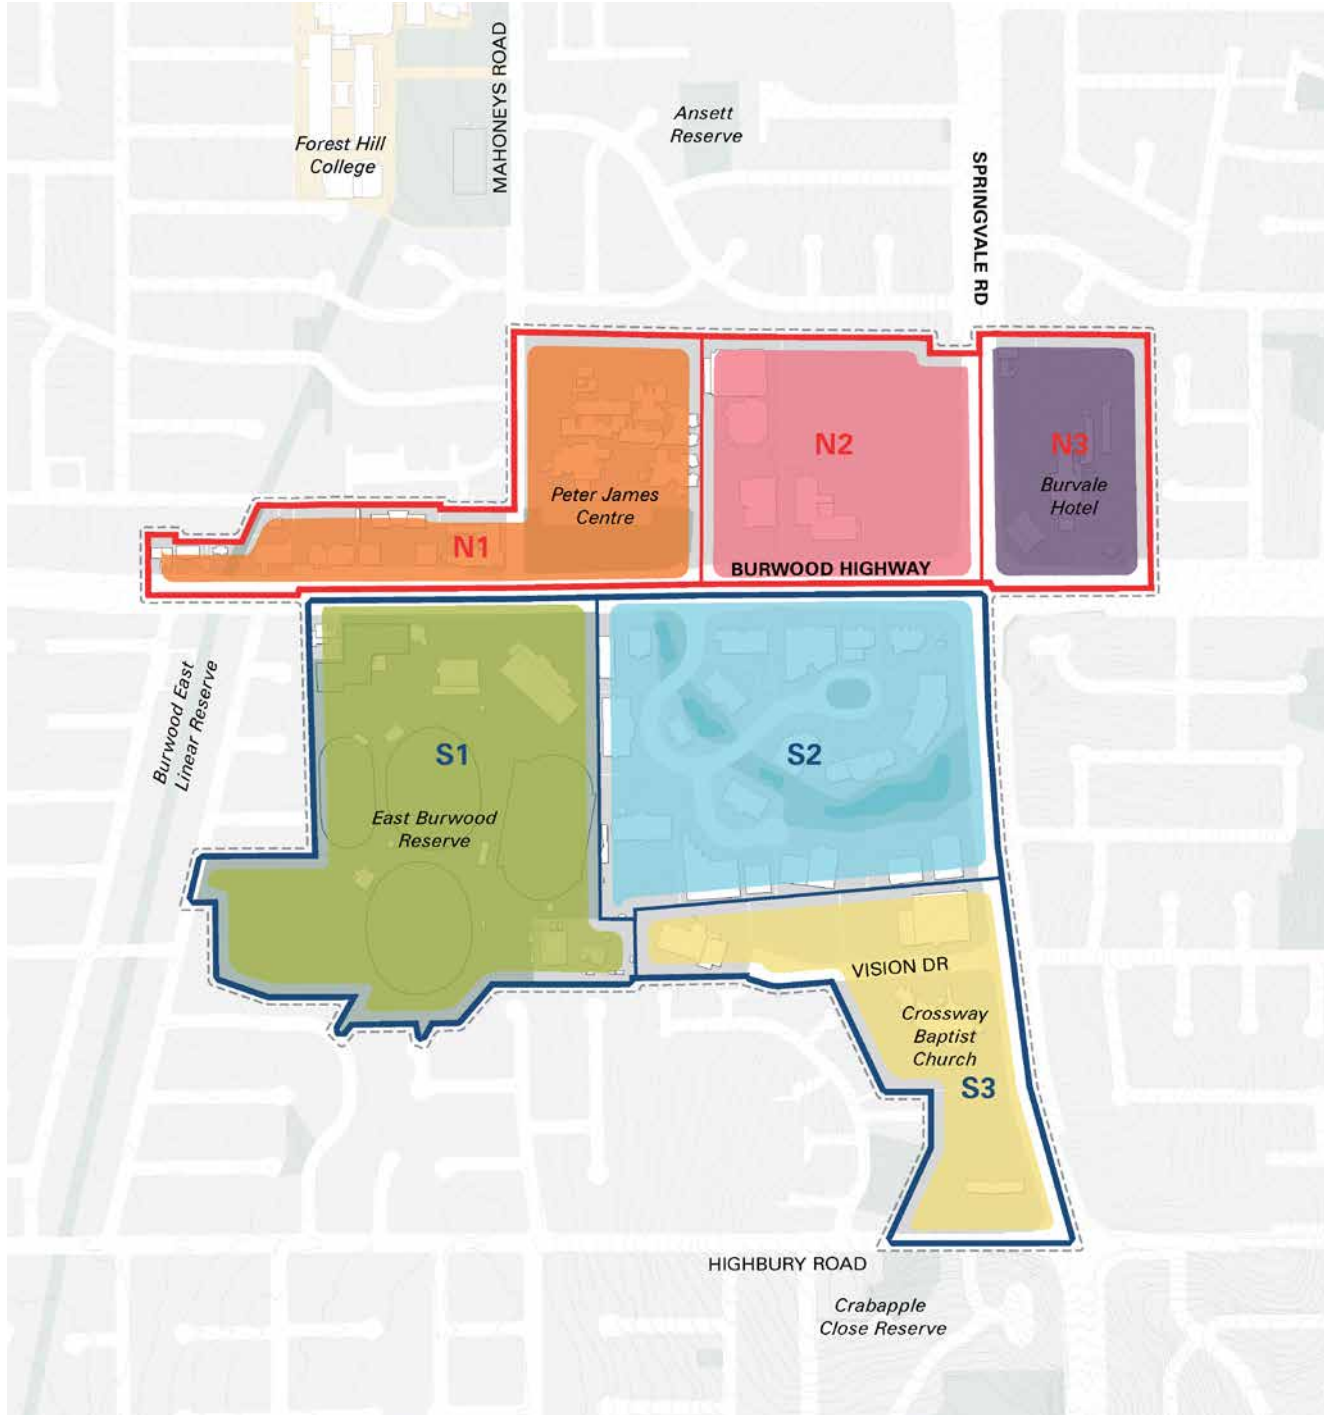 MAHONEYS ROAD
Ansett
Reserve
Forest Hill
College
SPRINGVALE RD
N2
N3
Burvale
Hotel
Peter James
Centre
N1
BURWOOD HIGHWAY
Burwood East
Linear Reserve
S1
S2
East Burwood
Reserve
VISION DR
Crossway
Baptist
Church
S3
HIGHBURY ROAD
Crabapple
Close Reserve